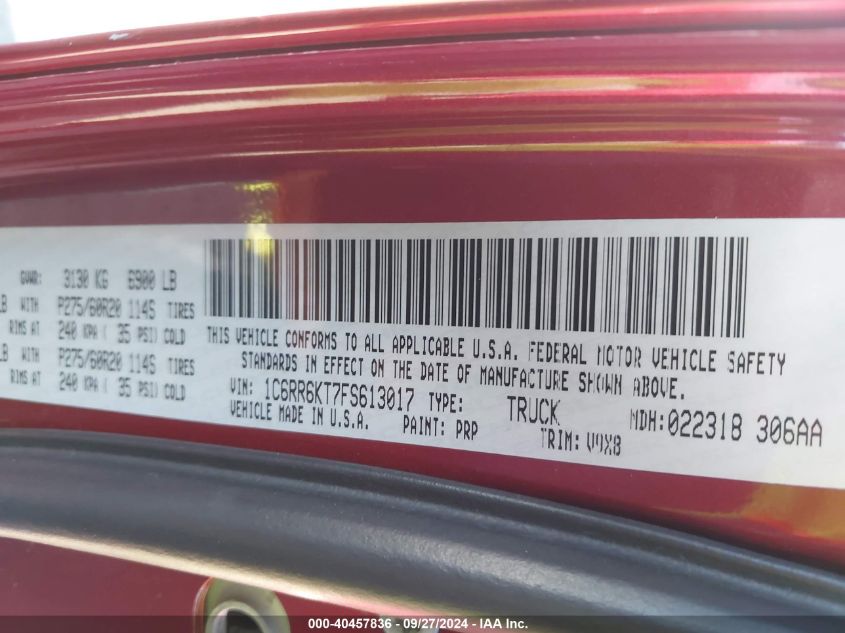 GVWR: 3130 KG 6900 LB
LB WITH P275/60R20 114S TIRES
RIMS AT 240 KPA ( 35 PSI) COLD
LB WITH P275/60R20 114S TIRES
RIMS AT 240 KPA ( 35 PSI) COLD
THIS VEHICLE CONFORMS TO ALL APPLICABLE U.S.A. FEDERAL MOTOR VEHICLE SAFETY
STANDARDS IN EFFECT ON THE DATE OF MANUFACTURE SHOWN ABOVE.
VIN: 1C6RR6KT7FS613017 TYPE: TRUCK MDH:022318 306AA
VEHICLE MADE IN U.S.A. PAINT: PRP TRIM: V9X8
000-40457836 - 09/27/2024 - IAA Inc.